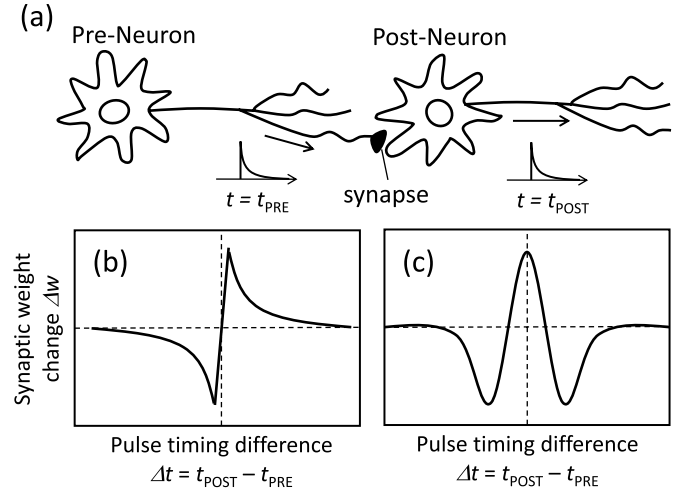 (a)
Pre-Neuron
Post-Neuron
synapse
t = tPRE
t = tPOST
(b)
(c)
Synaptic weight
change Δw
Pulse timing difference
Δt = tPOST – tPRE
Pulse timing difference
Δt = tPOST – tPRE